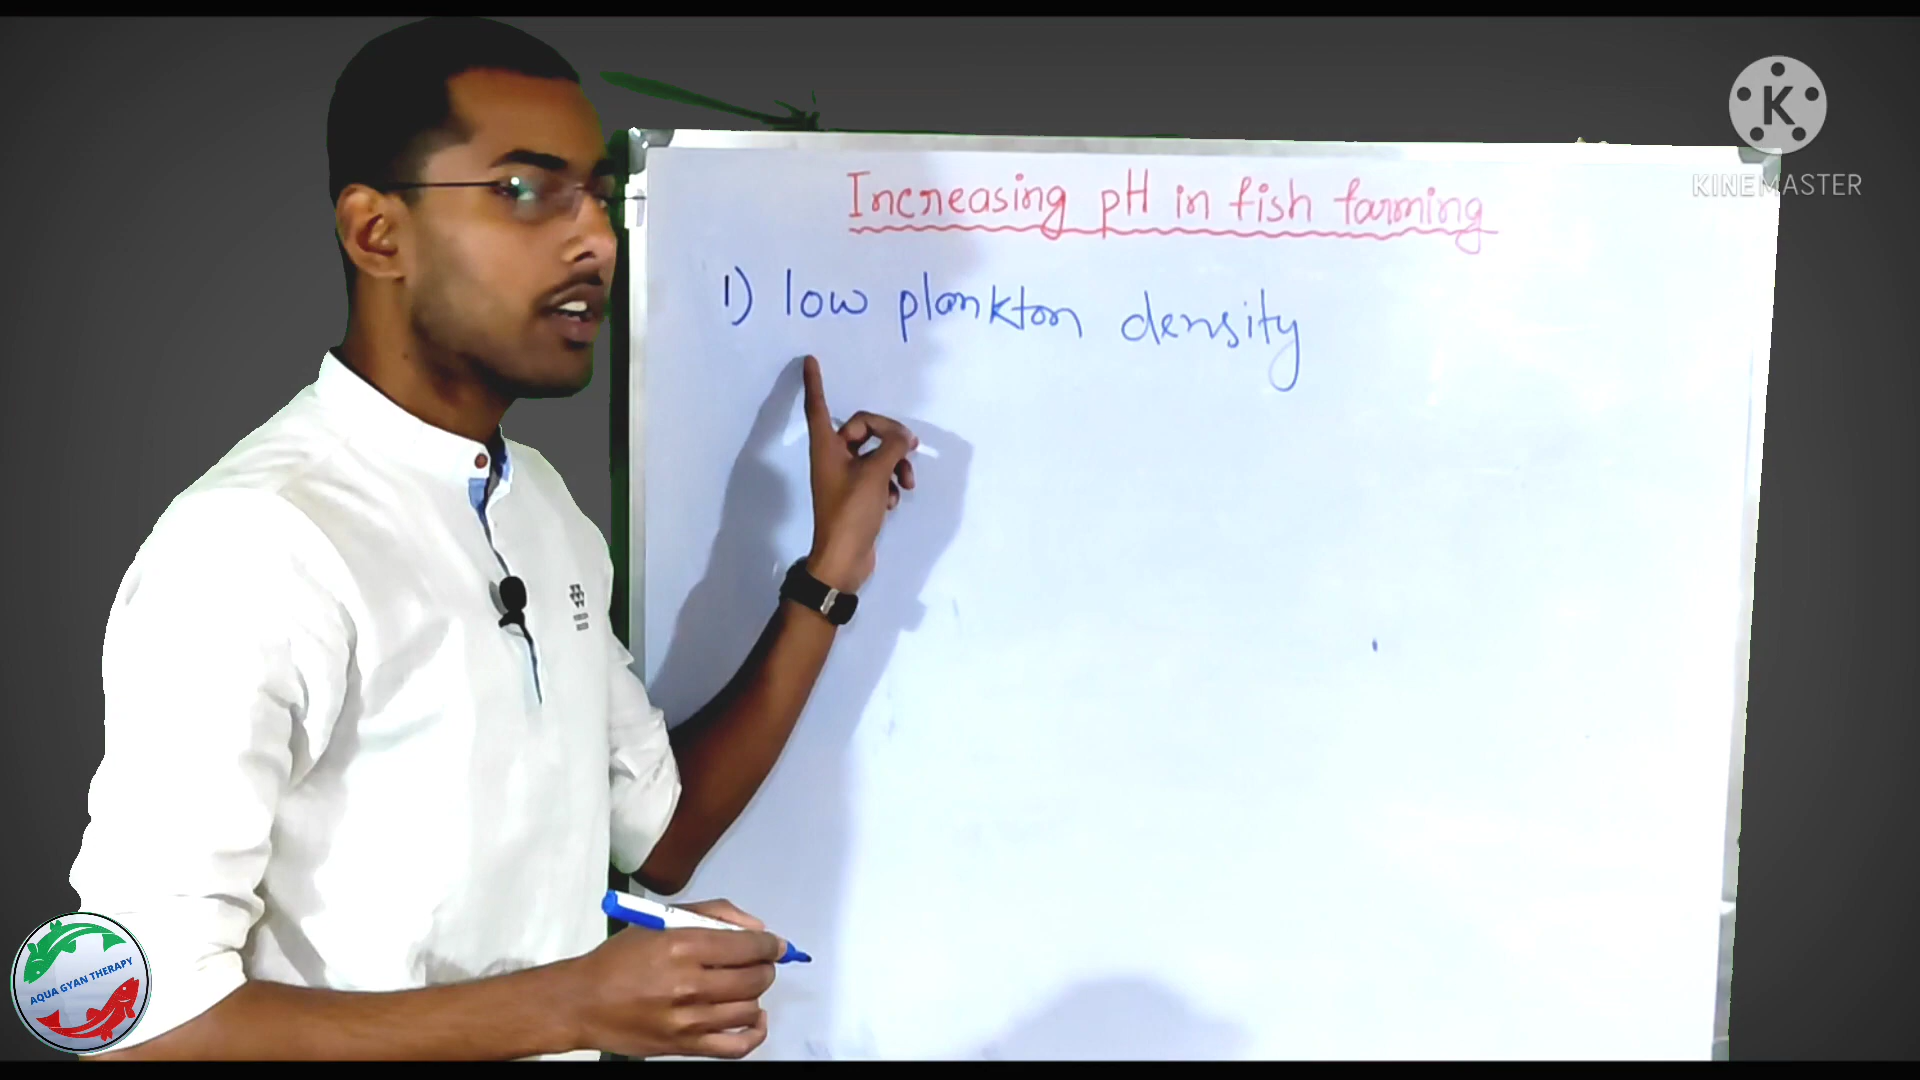 K
KINEMASTER
Increasing pH in fish farming
1) low plankton density
AQUA GYAN THERAPY